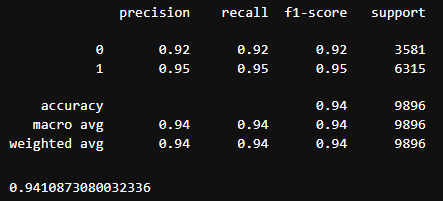 precision recall f1-score support
0 0.92 0.92 0.92 3581
1 0.95 0.95 0.95 6315
accuracy 0.94 9896
macro avg 0.94 0.94 0.94 9896
weighted avg 0.94 0.94 0.94 9896
0.9410873080032336